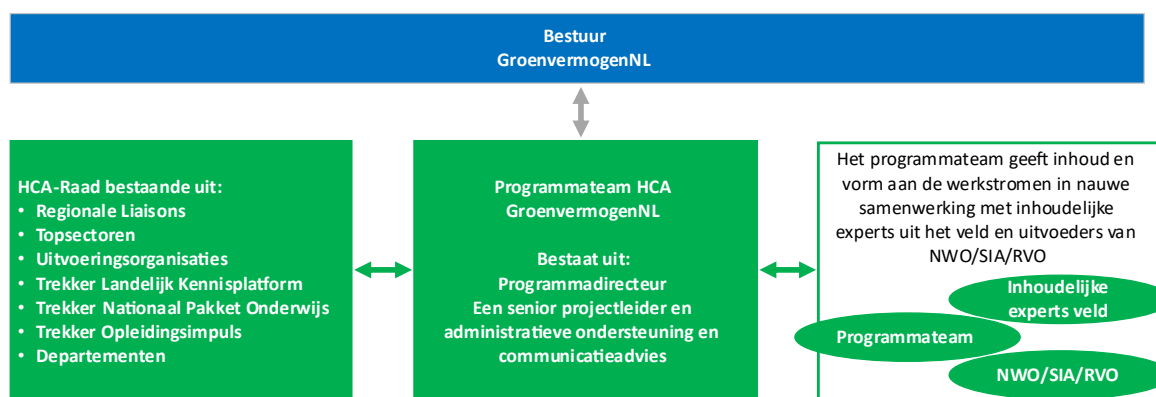 Bestuur
GroenvermogenNL
HCA-Raad bestaande uit:
• Regionale Liaisons
• Topsectoren
• Uitvoeringsorganisaties
• Trekker Landelijk Kennisplatform
• Trekker Nationaal Pakket Onderwijs
• Trekker Opleidingsimpuls
• Departementen
Programmateam HCA
GroenvermogenNL
Bestaat uit:
Programmadirecteur
Een senior projectleider en
administratieve ondersteuning en
communicatieadvies
Het programmateam geeft inhoud en
vorm aan de werkstromen in nauwe
samenwerking met inhoudelijke
experts uit het veld en uitvoeders van
NWO/SIA/RVO
Inhoudelijke
experts veld
Programmateam
NWO/SIA/RVO